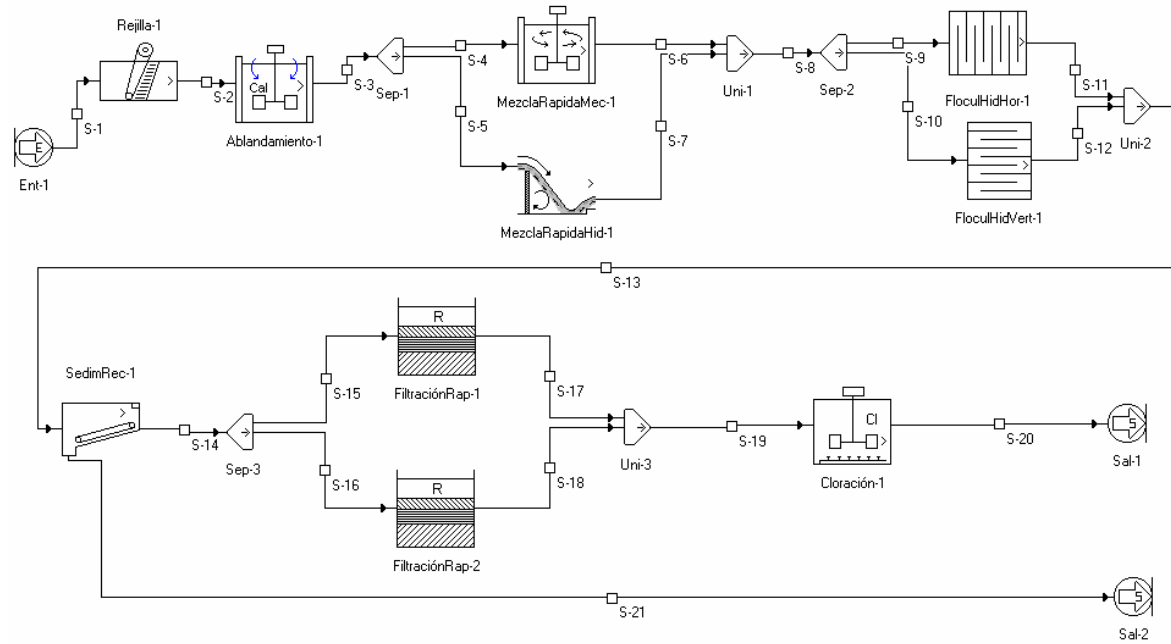 Rejilla-1
E
S-1
Ent-1
S-2
Cal
Ablandamiento-1
S-3
Sep-1
S-4
S-5
MezclaRapidaMec-1
MezclaRapidaHid-1
S-6
S-7
Uni-1
S-8
Sep-2
S-9
S-10
FloculHidHor-1
FloculHidVert-1
S-11
S-12
Uni-2
S-13
SedimRec-1
S-14
Sep-3
S-15
S-16
R
FiltraciónRap-1
R
FiltraciónRap-2
S-17
S-18
Uni-3
S-19
Cl
Cloración-1
S-20
S
Sal-1
S-21
S
Sal-2